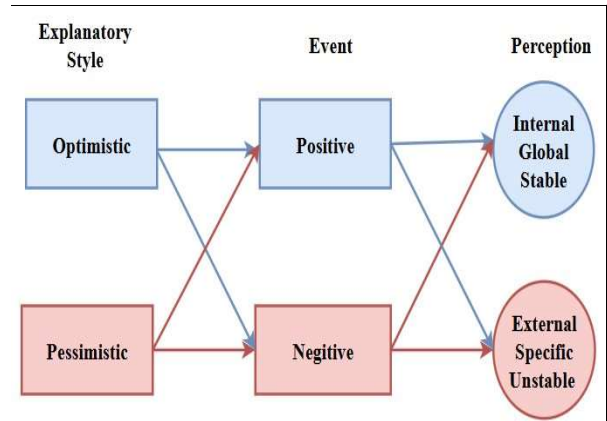 Explanatory
Style
Event
Perception
Optimistic
Positive
Internal
Global
Stable
Pessimistic
Negitive
External
Specific
Unstable